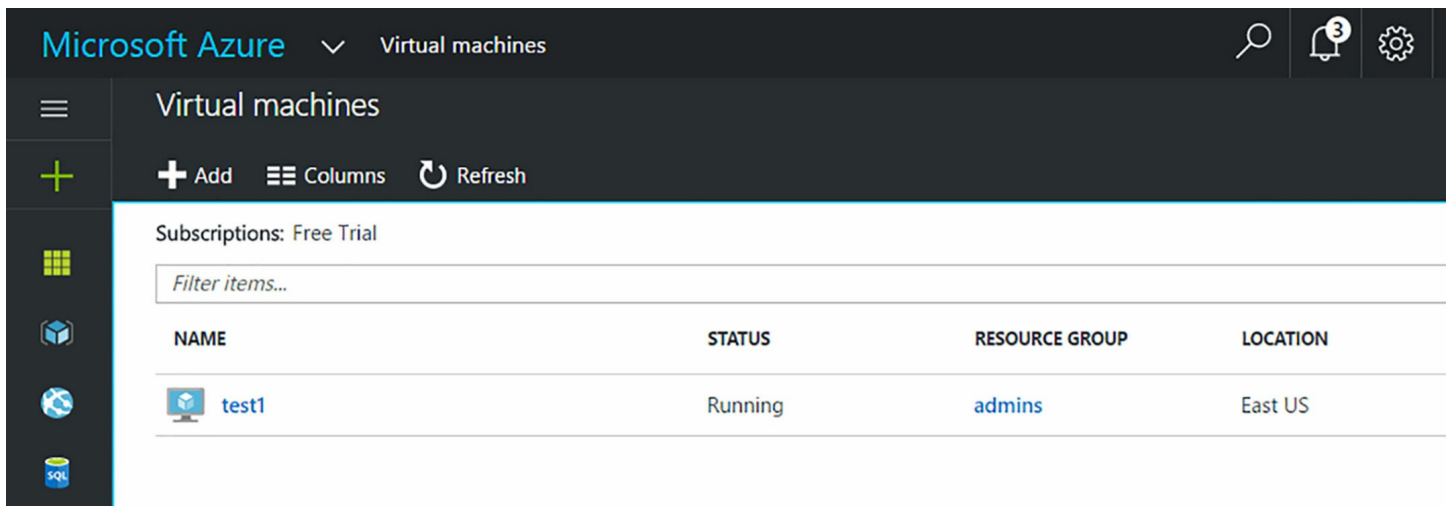 Microsoft Azure Virtual machines 3
Virtual machines
Add Columns Refresh
Subscriptions: Free Trial
Filter items...
NAME STATUS RESOURCE GROUP LOCATION
test1 Running admins East US
SQL